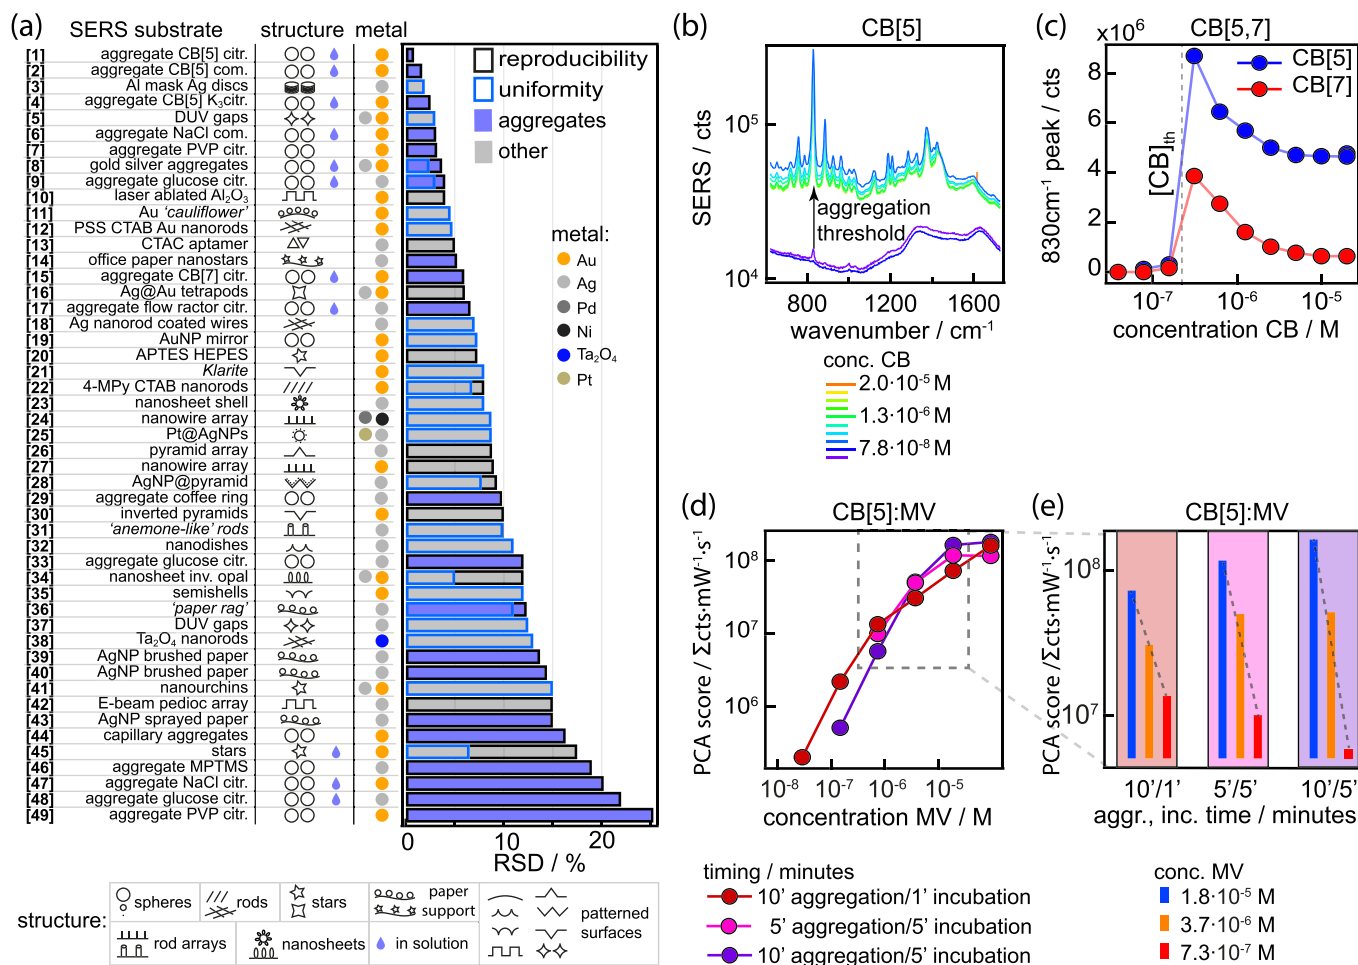 (a) SERS substrate structure metal
[1] aggregate CB[5] citr.
[2] aggregate CB[5] com.
[3] Al mask Ag discs
[4] aggregate CB[5] K₃citr.
[5] DUV gaps
[6] aggregate NaCl com.
[7] aggregate PVP citr.
[8] gold silver aggregates
[9] aggregate glucose citr.
[10] laser ablated Al₂O₃
[11] Au 'cauliflower'
[12] PSS CTAB Au nanorods
[13] CTAC aptamer
[14] office paper nanostars
[15] aggregate CB[7] citr.
[16] Ag@Au tetrapods
[17] aggregate flow ractor citr.
[18] Ag nanorod coated wires
[19] AuNP mirror
[20] APTES HEPES
[21] Klarite
[22] 4-MPy CTAB nanorods
[23] nanosheet shell
[24] nanowire array
[25] Pt@AgNPs
[26] pyramid array
[27] nanowire array
[28] AgNP@pyramid
[29] aggregate coffee ring
[30] inverted pyramids
[31] 'anemone-like' rods
[32] nanodishes
[33] aggregate glucose citr.
[34] nanosheet inv. opal
[35] semishells
[36] 'paper rag'
[37] DUV gaps
[38] Ta₂O₄ nanorods
[39] AgNP brushed paper
[40] AgNP brushed paper
[41] nanourchins
[42] E-beam pedioc array
[43] AgNP sprayed paper
[44] capillary aggregates
[45] stars
[46] aggregate MPTMS
[47] aggregate NaCl citr.
[48] aggregate glucose citr.
[49] aggregate PVP citr.
reproducibility
uniformity
aggregates
other
metal:
Au
Ag
Pd
Ni
Ta₂O₄
Pt
0 10 20
RSD / %
structure:
spheres
rods
stars
paper
support
patterned
surfaces
rod arrays
nanosheets
in solution
(b) CB[5]
SERS / cts
10⁵
10⁴
aggregation
threshold
800 1200 1600
wavenumber / cm⁻¹
conc. CB
2.0·10⁻⁵ M
1.3·10⁻⁶ M
7.8·10⁻⁸ M
(c) CB[5,7]
×10⁶
830cm⁻¹ peak / cts
8
6
4
2
0
[CB]th
CB[5]
CB[7]
10⁻⁷ 10⁻⁶ 10⁻⁵
concentration CB / M
(d) CB[5]:MV
PCA score / Σcts·mW⁻¹·s⁻¹
10⁸
10⁷
10⁶
10⁻⁸ 10⁻⁷ 10⁻⁶ 10⁻⁵
concentration MV / M
timing / minutes
10' aggregation/1' incubation
5' aggregation/5' incubation
10' aggregation/5' incubation
(e) CB[5]:MV
PCA score / Σcts·mW⁻¹·s⁻¹
10⁸
10⁷
10'/1' 5'/5' 10'/5'
aggr., inc. time / minutes
conc. MV
1.8·10⁻⁵ M
3.7·10⁻⁶ M
7.3·10⁻⁷ M